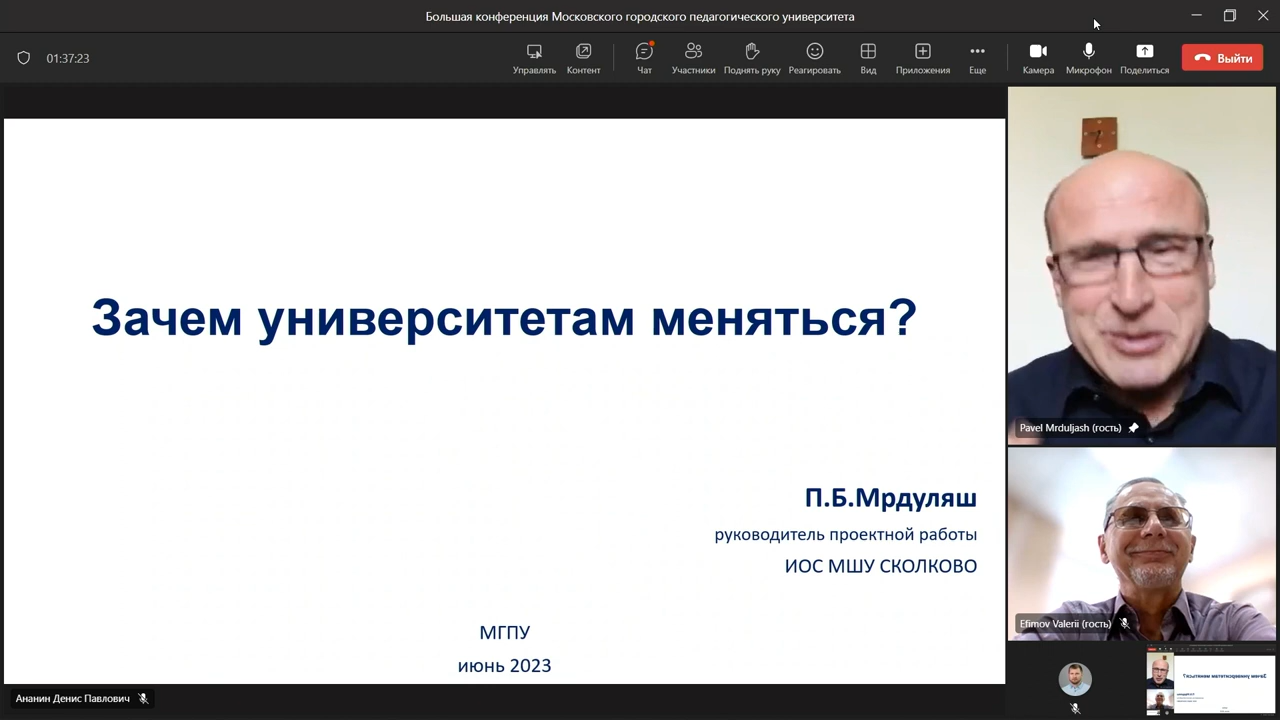 Большая конференция Московского городского педагогического университета
01:37:23
Управлять
Контент
Чат
Участники
Поднять руку
Реагировать
Вид
Приложения
Еще
Камера
Микрофон
Поделиться
Выйти
Зачем университетам меняться?
П.Б.Мрдуляш
руководитель проектной работы
ИОС МШУ СКОЛКОВО
МГПУ
июнь 2023
Ананин Денис Павлович
Pavel Mrduljash (гость)
Efimov Valerii (гость)